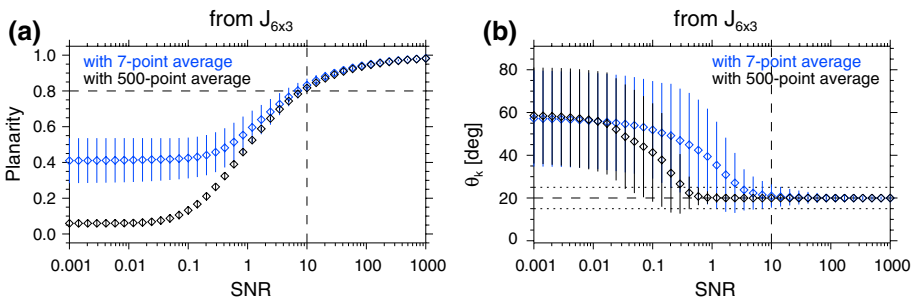 (a)
from J6x3
with 7-point average
with 500-point average
Planarity
1.0
0.8
0.6
0.4
0.2
0.0
0.001 0.01 0.1 1 10 100 1000
SNR
(b)
from J6x3
with 7-point average
with 500-point average
θk [deg]
80
60
40
20
0
0.001 0.01 0.1 1 10 100 1000
SNR